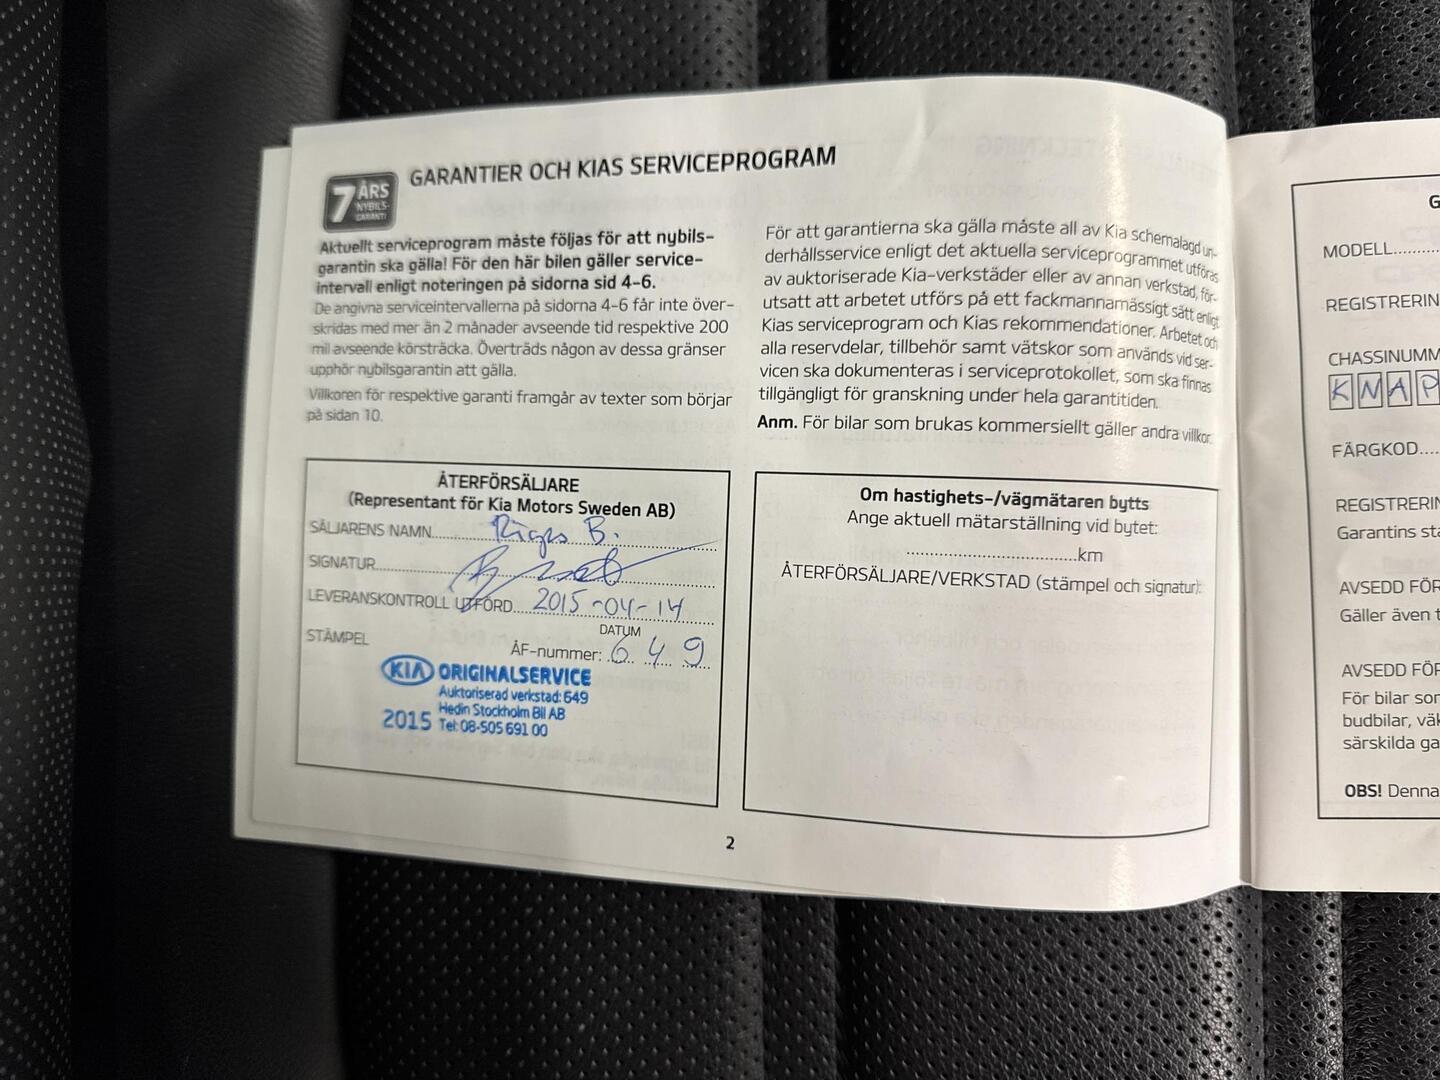 7 ÅRS
NYBILS-
GARANTI
GARANTIER OCH KIAS SERVICEPROGRAM
Aktuellt serviceprogram måste följas för att nybils-
garantin ska gälla! För den här bilen gäller service-
intervall enligt noteringen på sidorna sid 4-6.
De angivna serviceintervallerna på sidorna 4-6 får inte över-
skridas med mer än 2 månader avseende tid respektive 200
mil avseende körsträcka. Överträds någon av dessa gränser
upphör nybilsgarantin att gälla.
Villkoren för respektive garanti framgår av texter som börjar
på sidan 10.
För att garantierna ska gälla måste all av Kia schemalagd un-
derhållsservice enligt det aktuella serviceprogrammet utföras
av auktoriserade Kia-verkstäder eller av annan verkstad, för-
utsatt att arbetet utförs på ett fackmannamässigt sätt enligt
Kias serviceprogram och Kias rekommendationer. Arbetet och
alla reservdelar, tillbehör samt vätskor som används vid ser-
vicen ska dokumenteras i serviceprotokollet, som ska finnas
tillgängligt för granskning under hela garantitiden.
Anm. För bilar som brukas kommersiellt gäller andra villkor.
ÅTERFÖRSÄLJARE
(Representant för Kia Motors Sweden AB)
SÄLJARENS NAMN B.
SIGNATUR
LEVERANSKONTROLL UTFÖRD 2015-04-14
DATUM
STÄMPEL
ÅF-nummer: 649
KIA ORIGINALSERVICE
Auktoriserad verkstad: 649
Hedin Stockholm Bil AB
2015 Tel: 08-505 691 00
Om hastighets-/vägmätaren bytts
Ange aktuell mätarställning vid bytet:
km
ÅTERFÖRSÄLJARE/VERKSTAD (stämpel och signatur):
2
G
MODELL
REGISTRERIN
CHASSINUMM
KNAP
FÄRGKOD
REGISTRERIN
Garantins sta
AVSEDD FÖR
Gäller även t
AVSEDD FÖR
För bilar som
budbilar, väk
särskilda ga
OBS! Denna